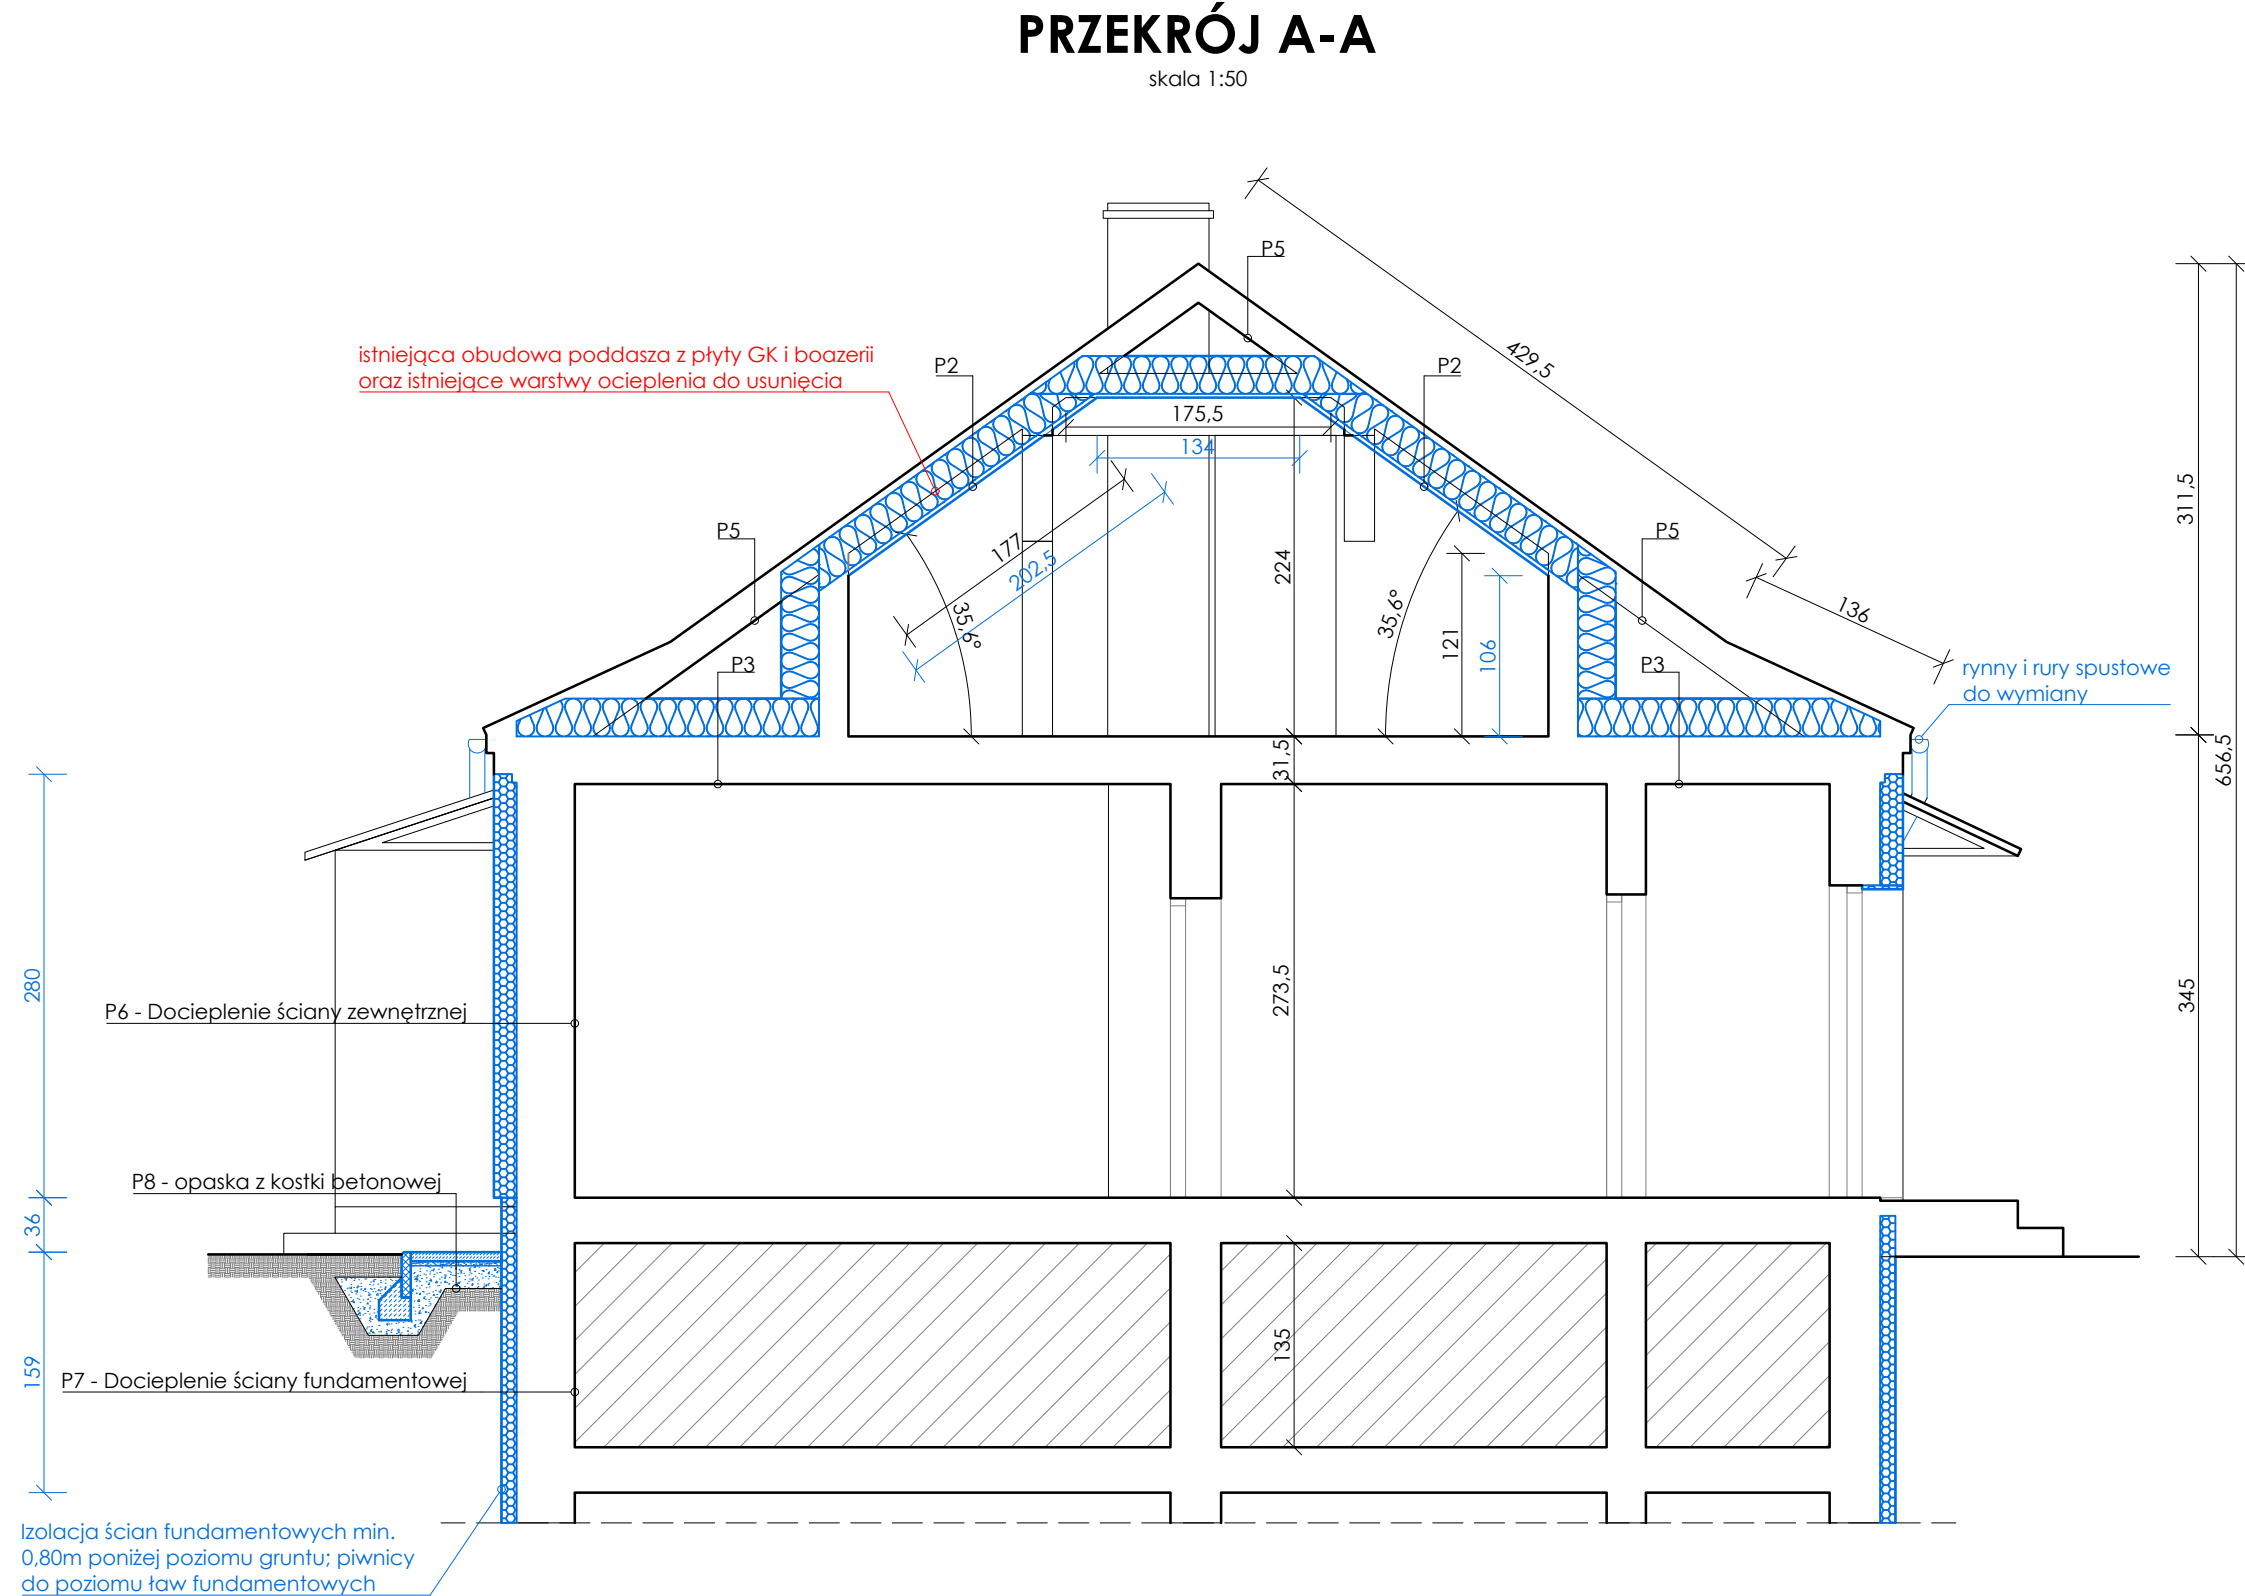 PRZEKRÓJ A-A
skala 1:50
P5
429,5
istniejąca obudowa poddasza z płyty GK i boazerii
oraz istniejące warstwy ocieplenia do usunięcia
P2
P2
175,5
134
311,5
P5
177
202,5
224
P5
35,6°
35,6°
121
106
136
P3
P3
rynny i rury spustowe
do wymiany
31,5
656,5
280
273,5
345
P6 - Docieplenie ściany zewnętrznej
P8 - opaska z kostki betonowej
36
135
159
P7 - Docieplenie ściany fundamentowej
Izolacja ścian fundamentowych min.
0,80m poniżej poziomu gruntu; piwnicy
do poziomu ław fundamentowych